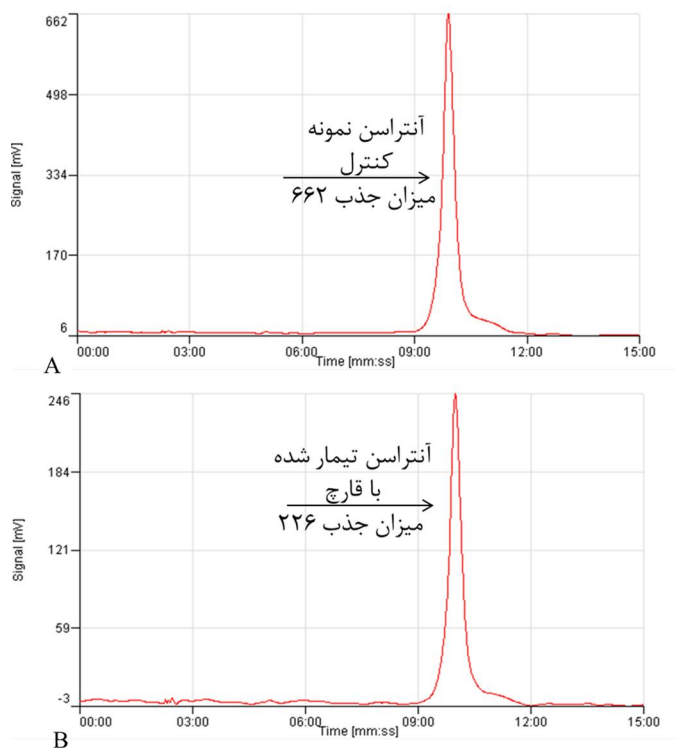 662
498
334
170
6
Signal [mV]
آنتراسن نمونه
کنترل
میزان جذب ۶۶۲
00:00 03:00 06:00 09:00 12:00 15:00
Time [mm:ss]
A
246
184
121
59
-3
Signal [mV]
آنتراسن تیمار شده
با قارچ
میزان جذب ۲۲۶
00:00 03:00 06:00 09:00 12:00 15:00
Time [mm:ss]
B